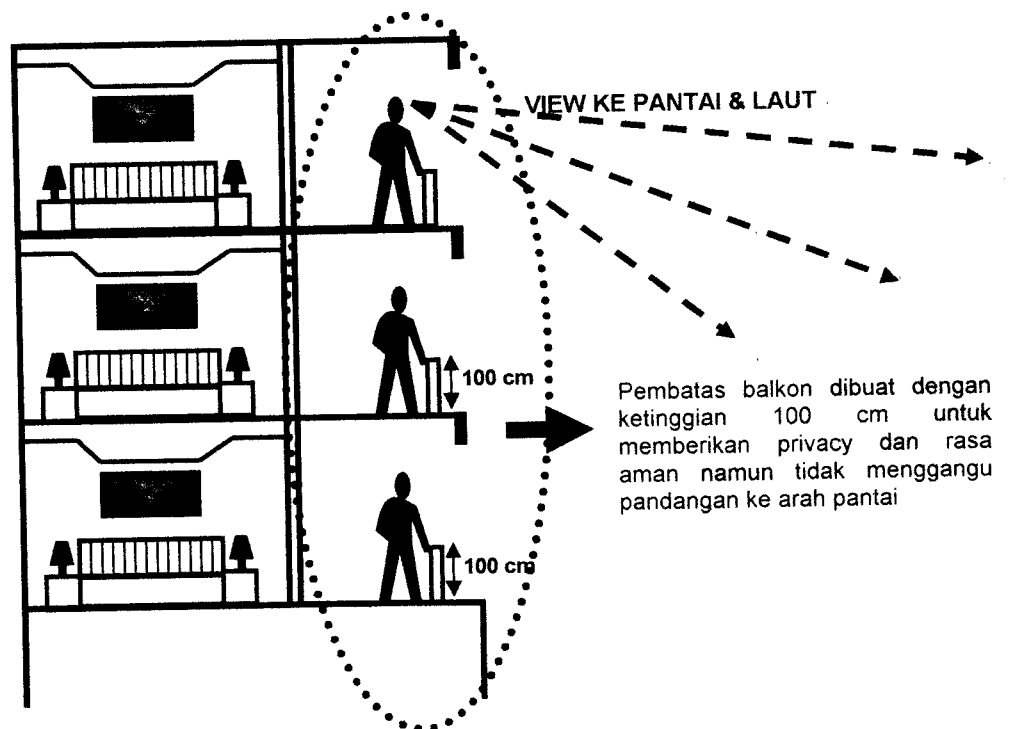 VIEW KE PANTAI & LAUT
100 cm
Pembatas balkon dibuat dengan
ketinggian 100 cm untuk
memberikan privacy dan rasa
aman namun tidak menggangu
pandangan ke arah pantai
100 cm